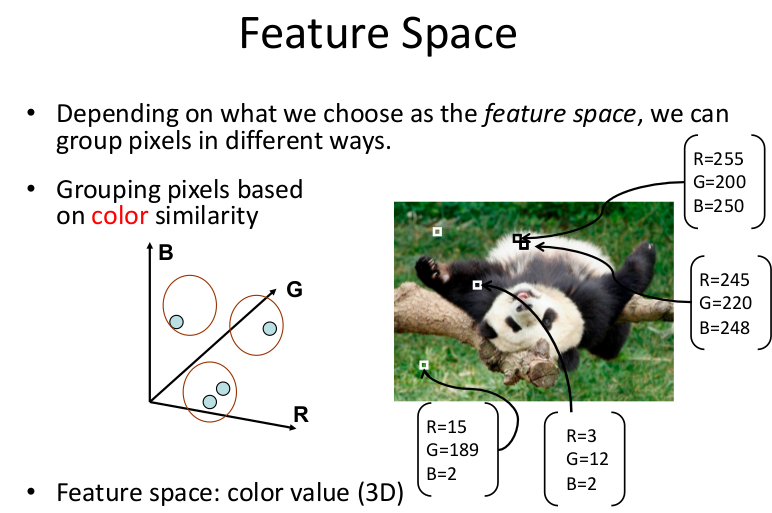 Feature Space
• Depending on what we choose as the feature space, we can
group pixels in different ways.
• Grouping pixels based
on color similarity
R=255
G=200
B=250
R=245
G=220
B=248
B
G
R
R=15
G=189
B=2
R=3
G=12
B=2
• Feature space: color value (3D)